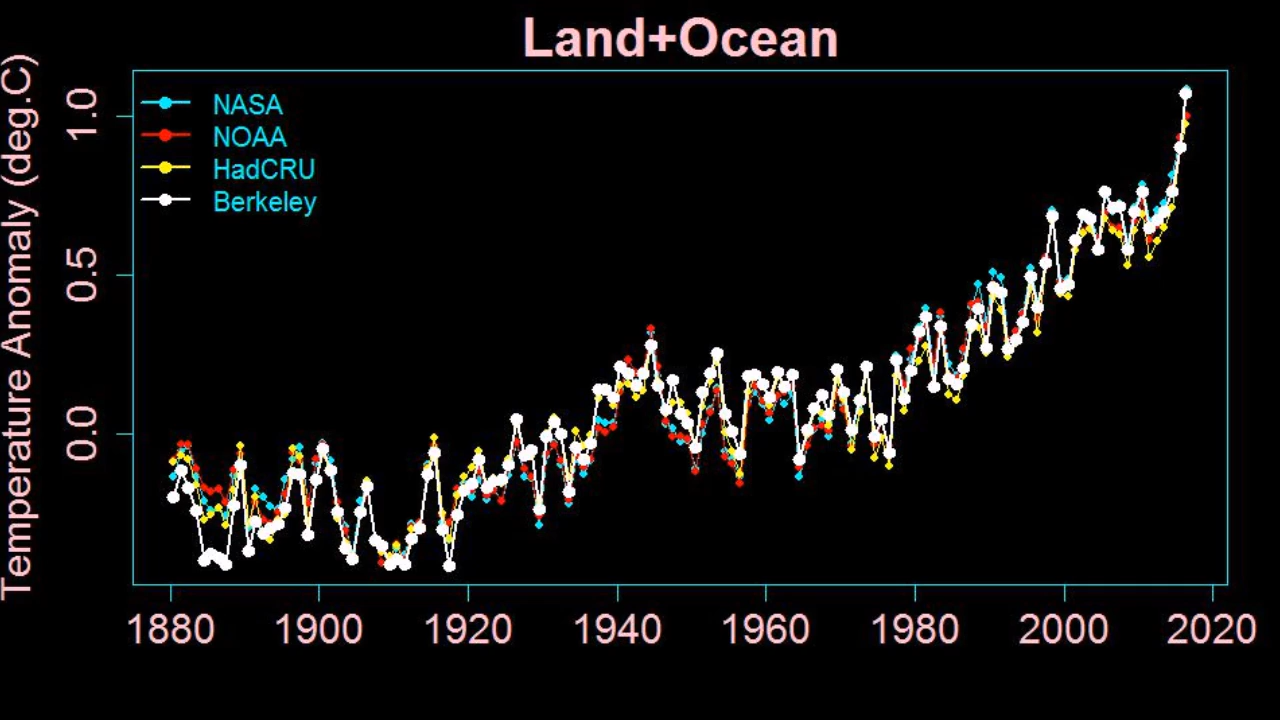 Land+Ocean
Temperature Anomaly (deg.C)
1.0
0.5
0.0
NASA
NOAA
HadCRU
Berkeley
1880 1900 1920 1940 1960 1980 2000 2020